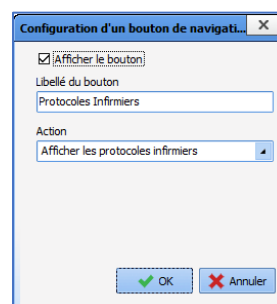 Configuration d'un bouton de navigati...
Afficher le bouton
Libellé du bouton
Protocoles Infirmiers
Action
Afficher les protocoles infirmiers
OK
Annuler